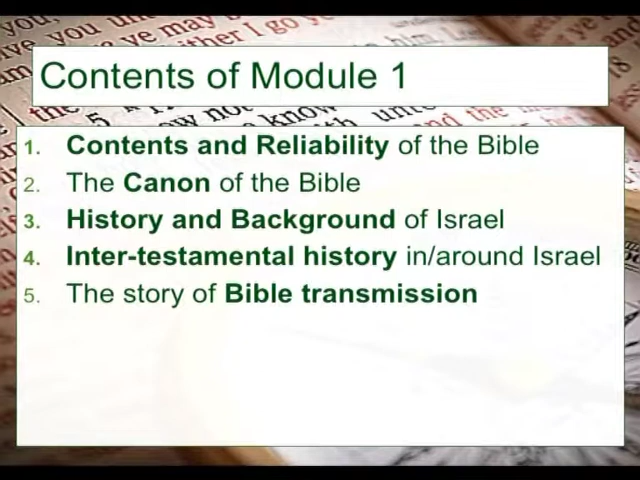 Contents of Module 1
1. Contents and Reliability of the Bible
2. The Canon of the Bible
3. History and Background of Israel
4. Inter-testamental history in/around Israel
5. The story of Bible transmission